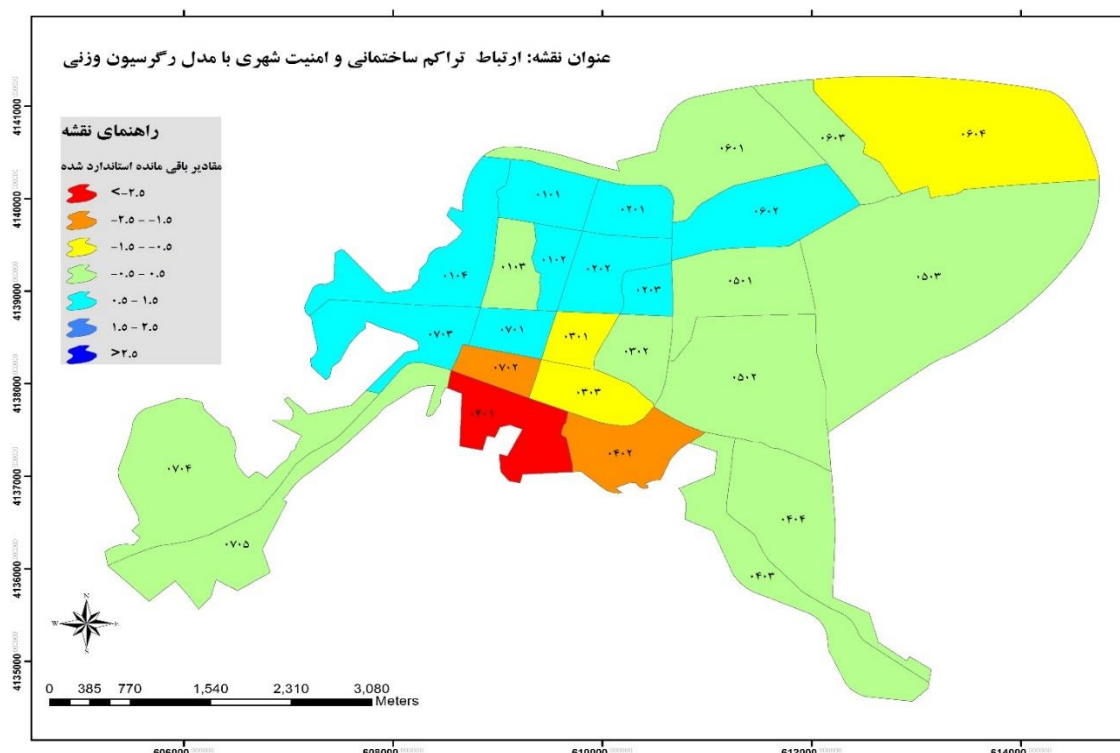 عنوان نقشه: ارتباط تراکم ساختمانی و امنیت شهری با مدل رگرسیون وزنی
راهنمای نقشه
مقادیر باقی مانده استاندارد شده
<-۲.۵
-۲.۵ - -۱.۵
-۱.۵ - -۰.۵
-۰.۵ - ۰.۵
۰.۵ - ۱.۵
۱.۵ - ۲.۵
>۲.۵
4141000
4140000
4139000
4138000
4137000
4136000
4135000
۰۶۰۴
۰۶۰۳
۰۶۰۱
۰۶۰۲
۰۱۰۱
۰۲۰۱
۰۱۰۴
۰۱۰۳
۰۱۰۲
۰۲۰۲
۰۲۰۳
۰۵۰۱
۰۵۰۳
۰۷۰۳
۰۷۰۱
۰۳۰۱
۰۳۰۲
۰۵۰۲
۰۷۰۲
۰۳۰۳
۰۴۰۱
۰۴۰۲
۰۷۰۴
۰۷۰۵
۰۴۰۴
۰۴۰۳
N
W E
S
0 385 770 1,540 2,310 3,080
Meters